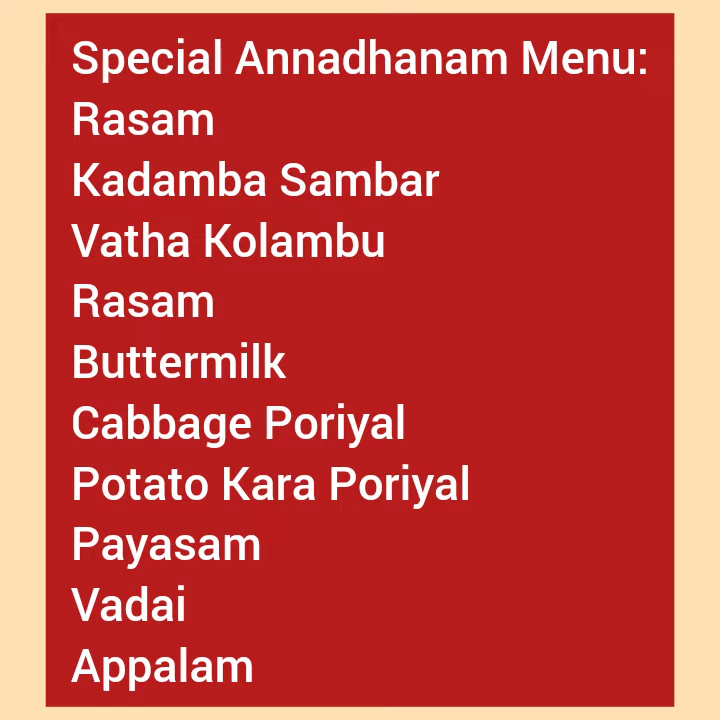 Special Annadhanam Menu:
Rasam
Kadamba Sambar
Vatha Kolambu
Rasam
Buttermilk
Cabbage Poriyal
Potato Kara Poriyal
Payasam
Vadai
Appalam